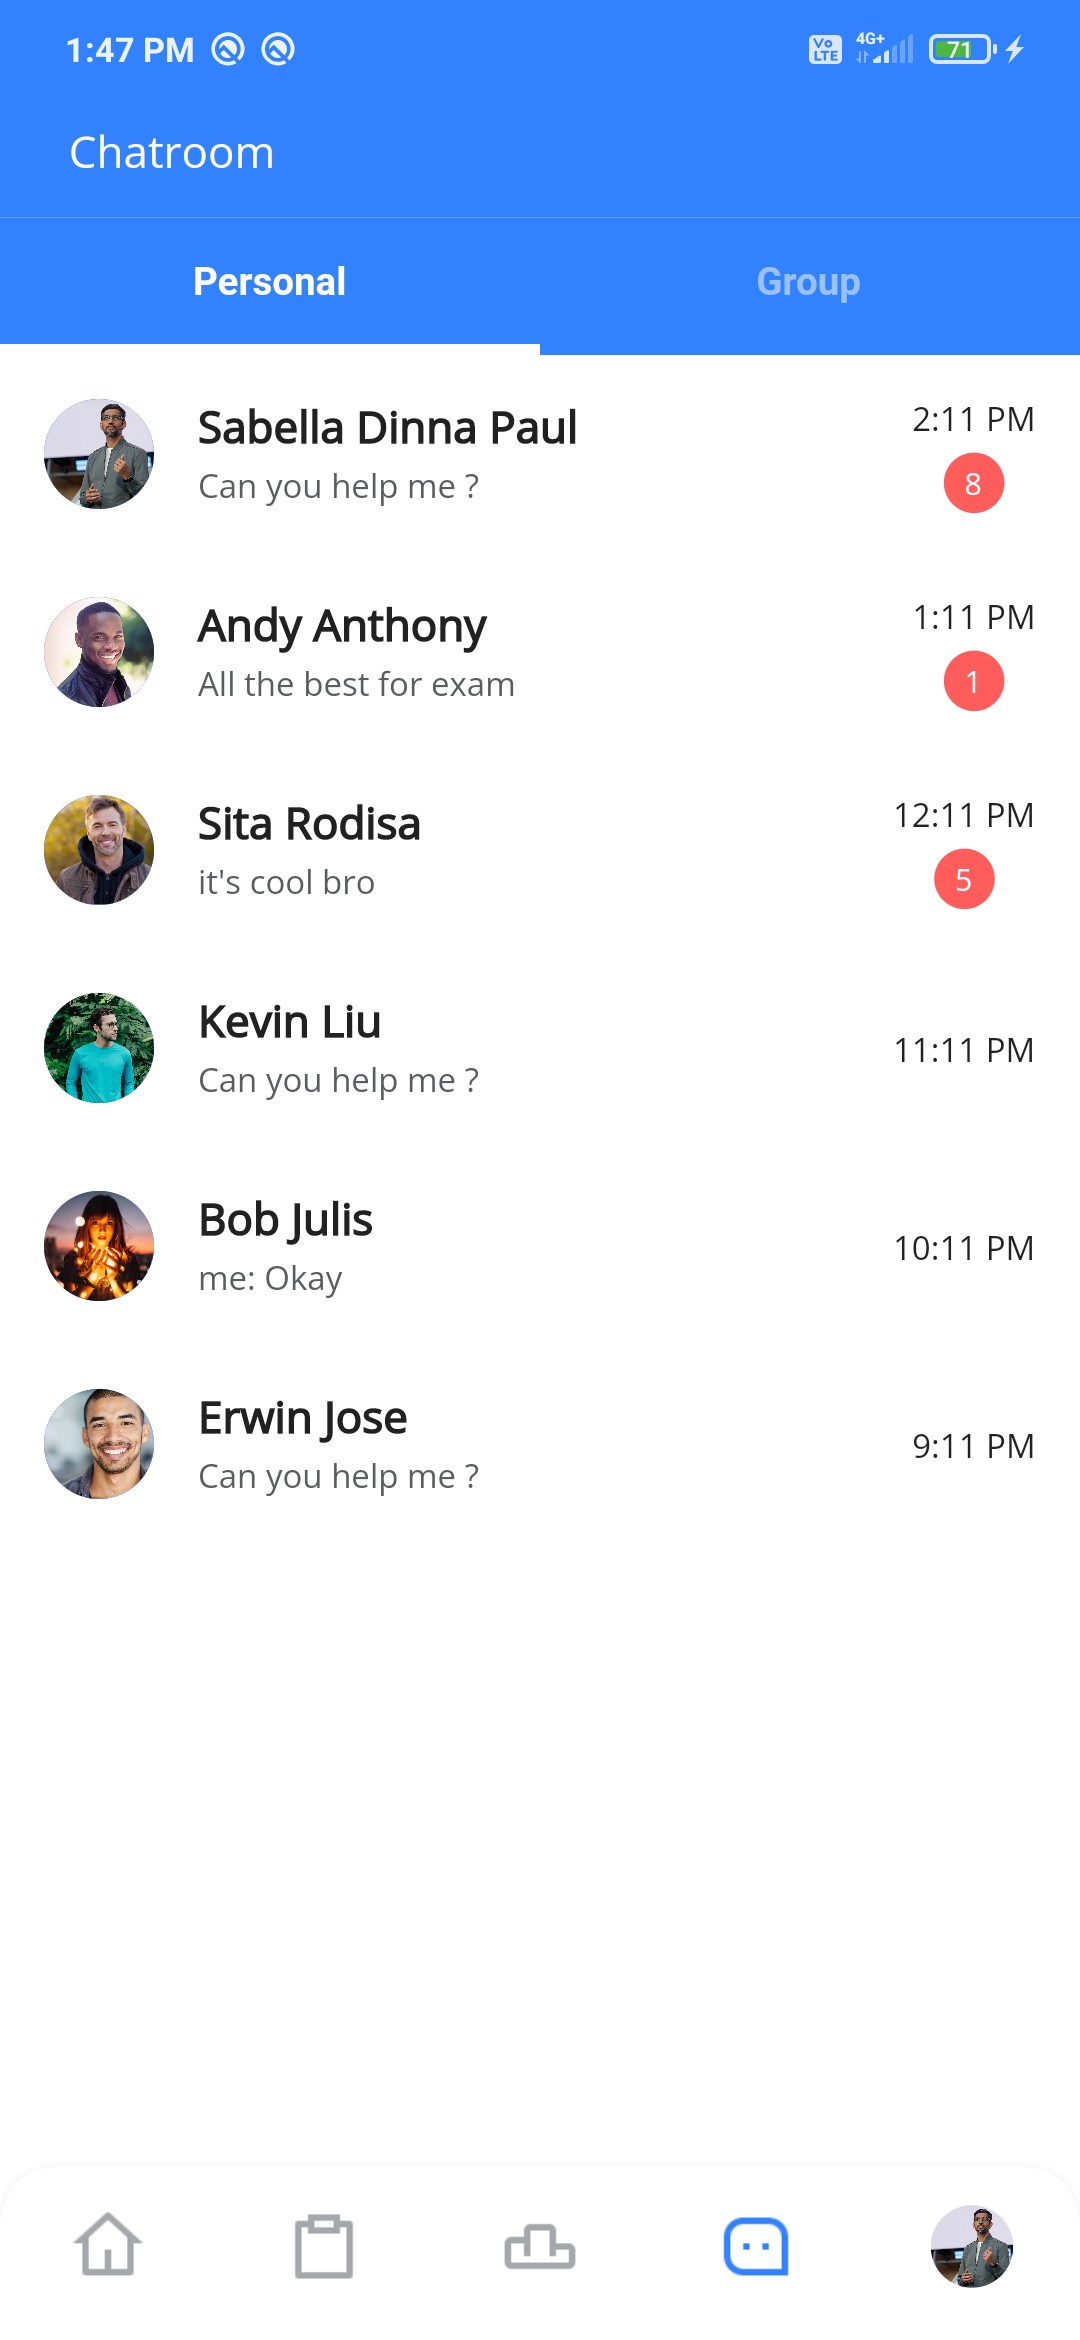 1:47 PM
Vo LTE 4G+ 71
Chatroom
Personal Group
Sabella Dinna Paul 2:11 PM
Can you help me ? 8
Andy Anthony 1:11 PM
All the best for exam 1
Sita Rodisa 12:11 PM
it's cool bro 5
Kevin Liu
Can you help me ? 11:11 PM
Bob Julis
me: Okay 10:11 PM
Erwin Jose
Can you help me ? 9:11 PM